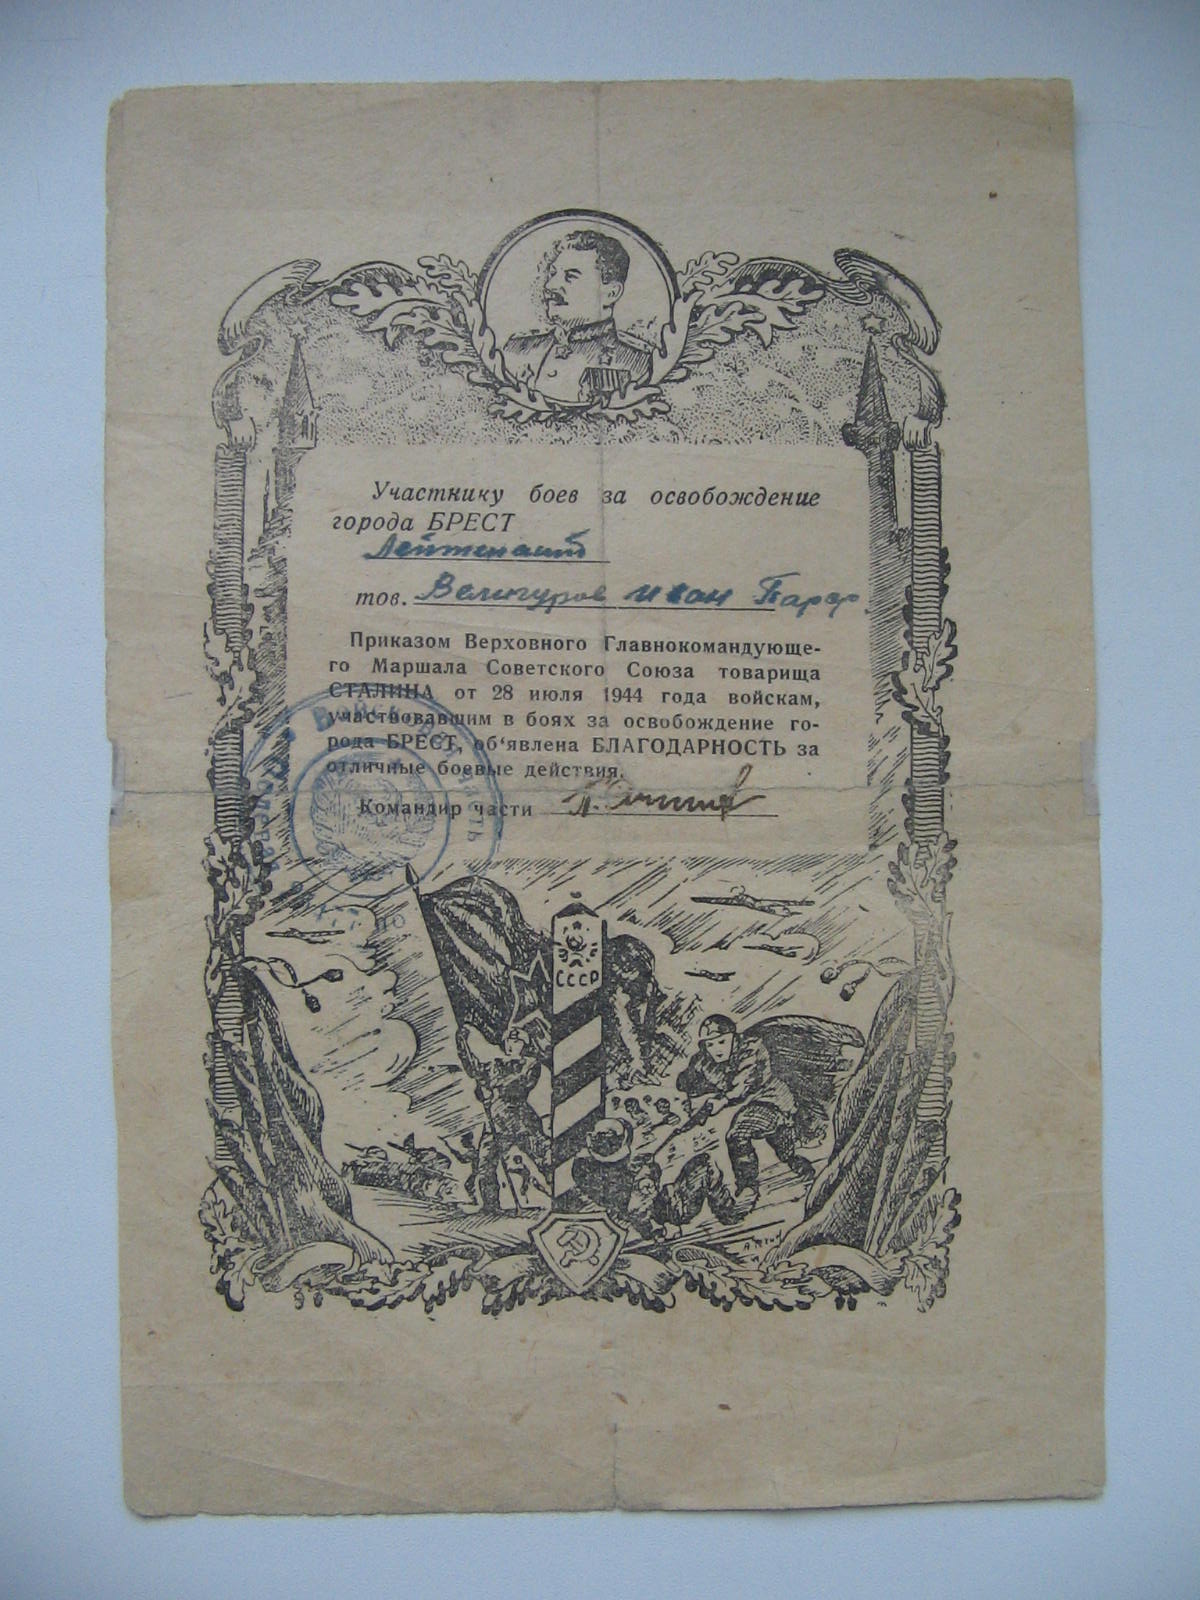 Участнику боев за освобождение
города БРЕСТ
Лейтенант
тов. Иван
Приказом Верховного Главнокомандующе-
го Маршала Советского Союза товарища
СТАЛИНА от 28 июля 1944 года войскам,
участвовавшим в боях за освобождение го-
рода БРЕСТ, об'явлена БЛАГОДАРНОСТЬ за
отличные боевые действия.
Командир части
СССР